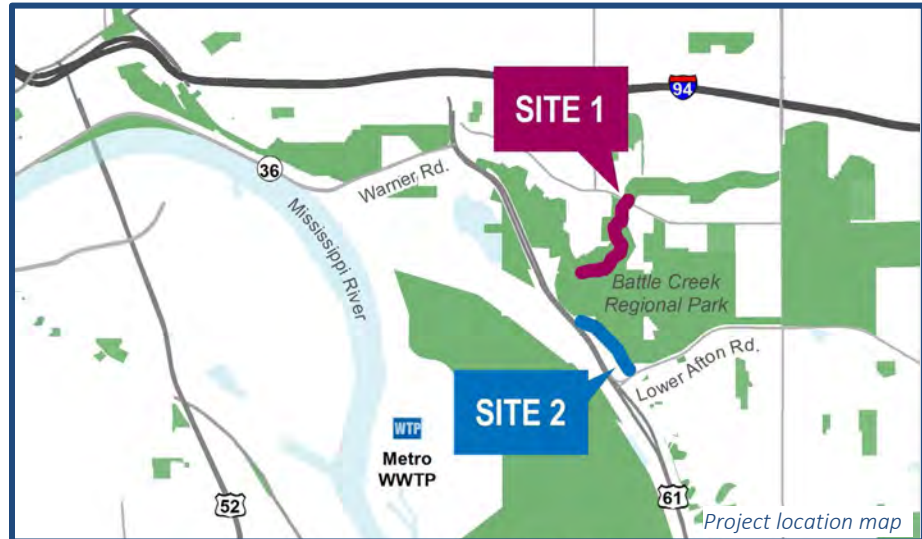 94
SITE 1
36
Warner Rd.
Mississippi River
Battle Creek
Regional Park
Lower Afton Rd.
SITE 2
WTP
Metro
WWTP
52
61
Project location map